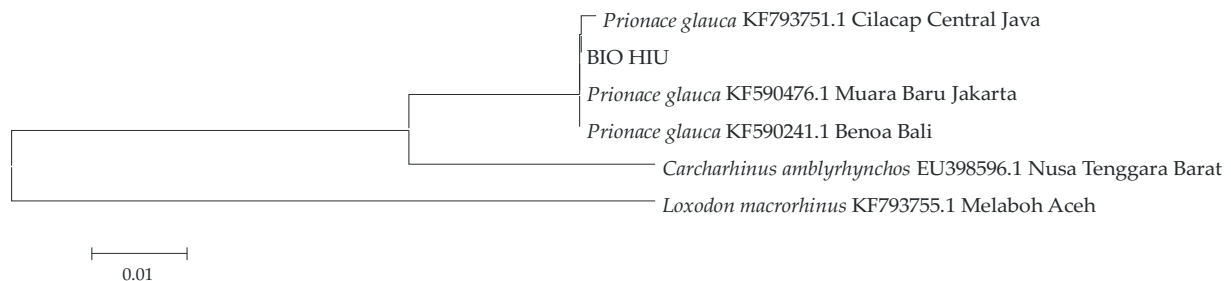 Prionace glauca KF793751.1 Cilacap Central Java
BIO HIU
Prionace glauca KF590476.1 Muara Baru Jakarta
Prionace glauca KF590241.1 Benoa Bali
Carcharhinus amblyrhynchos EU398596.1 Nusa Tenggara Barat
Loxodon macrorhinus KF793755.1 Melaboh Aceh
0.01